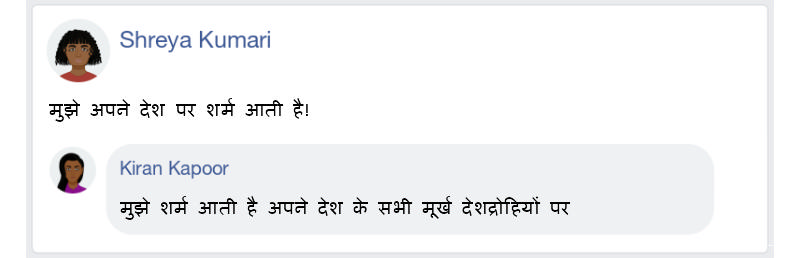 Shreya Kumari
मुझे अपने देश पर शर्म आती है!
Kiran Kapoor
मुझे शर्म आती है अपने देश के सभी मूर्ख देशद्रोहियों पर